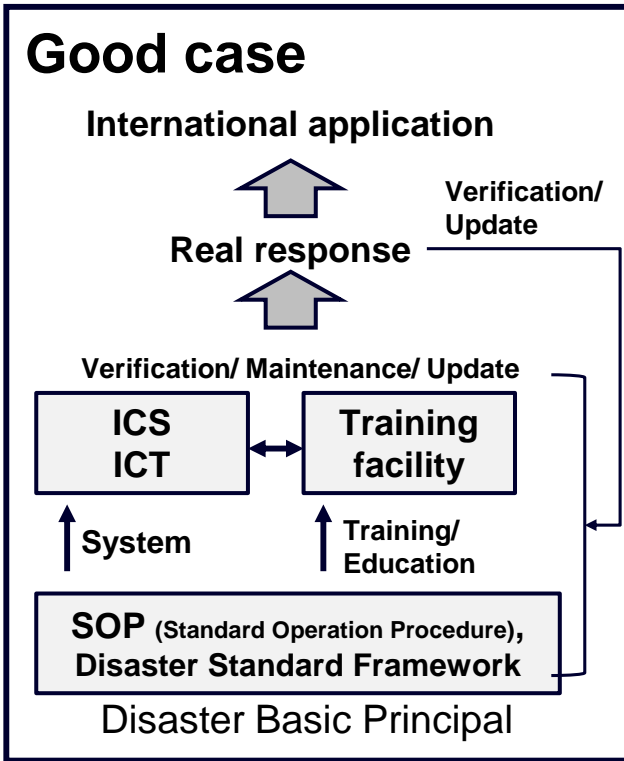 Good case
International application
Verification/
Update
Real response
Verification/ Maintenance/ Update
ICS
ICT
Training
facility
System
Training/
Education
SOP (Standard Operation Procedure),
Disaster Standard Framework
Disaster Basic Principal